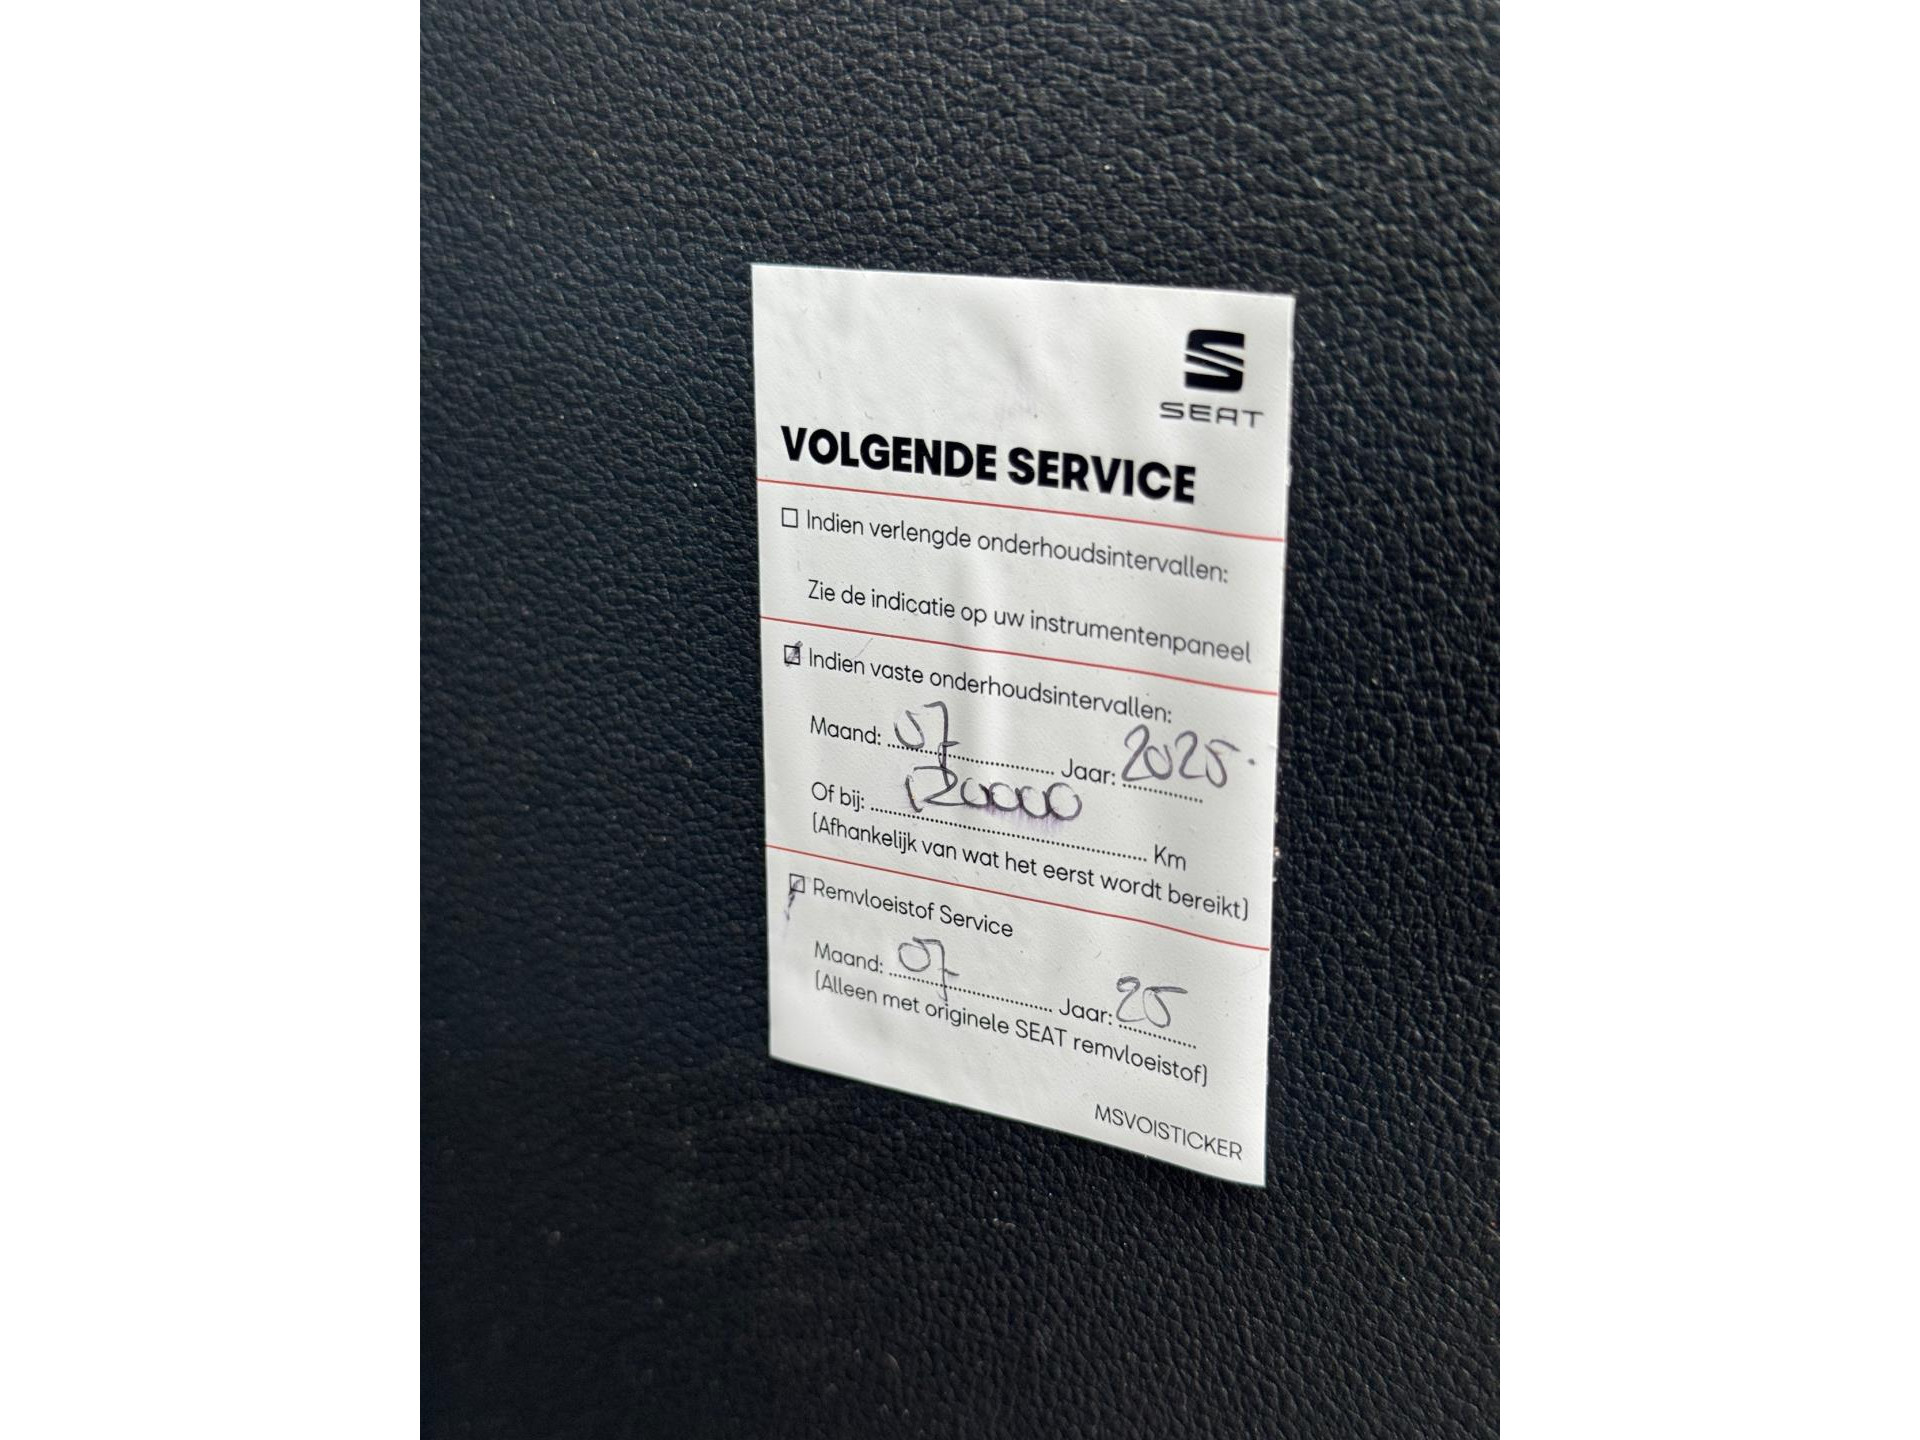 SEAT
VOLGENDE SERVICE
Indien verlengde onderhoudsintervallen:
Zie de indicatie op uw instrumentenpaneel
Indien vaste onderhoudsintervallen:
Maand: 07 Jaar: 2025
Of bij: 120000 Km
(Afhankelijk van wat het eerst wordt bereikt)
Remvloeistof Service
Maand: 07 Jaar: 25
(Alleen met originele SEAT remvloeistof)
MSVOISTICKER